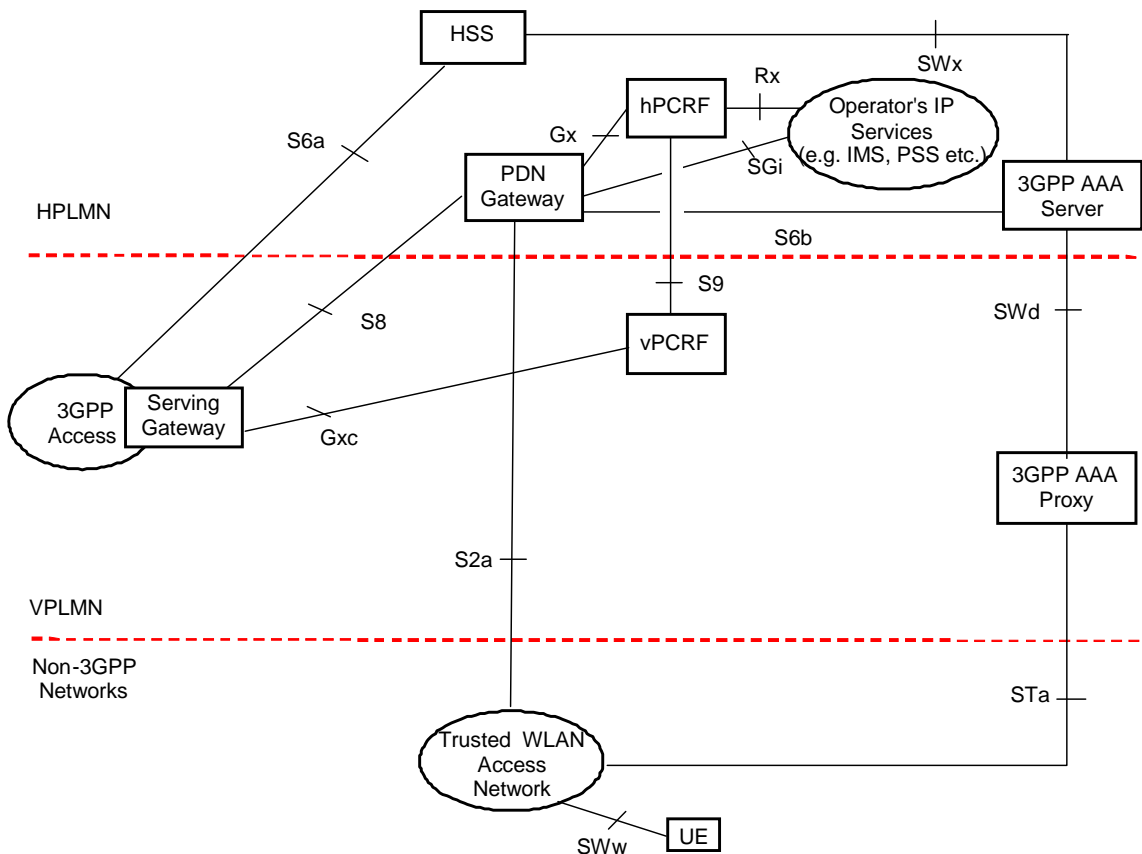 HSS
SWx
Rx
hPCRF
Operator's IP
Services
(e.g. IMS, PSS etc.)
Gx
S6a
SGi
PDN
Gateway
3GPP AAA
Server
HPLMN
S6b
S9
SWd
S8
vPCRF
3GPP
Access
Serving
Gateway
Gxc
3GPP AAA
Proxy
S2a
VPLMN
Non-3GPP
Networks
STa
Trusted WLAN
Access
Network
SWw
UE